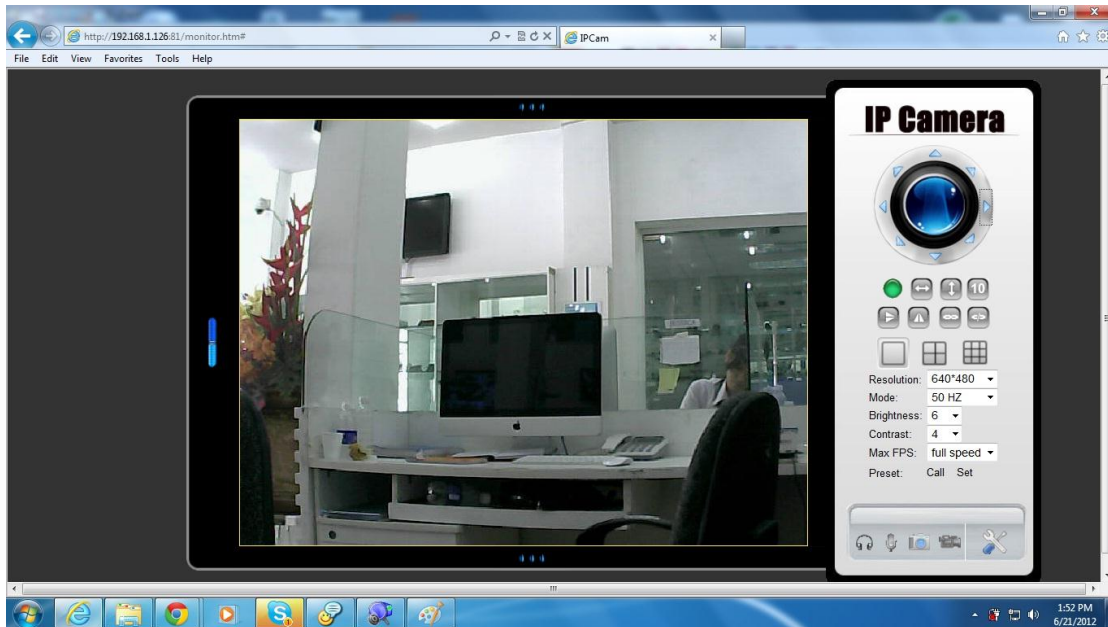 http://192.168.1.126:81/monitor.htm#
IPCam
File Edit View Favorites Tools Help
IP Camera
10
Resolution: 640*480
Mode: 50 HZ
Brightness: 6
Contrast: 4
Max FPS: full speed
Preset: Call Set
1:52 PM
6/21/2012